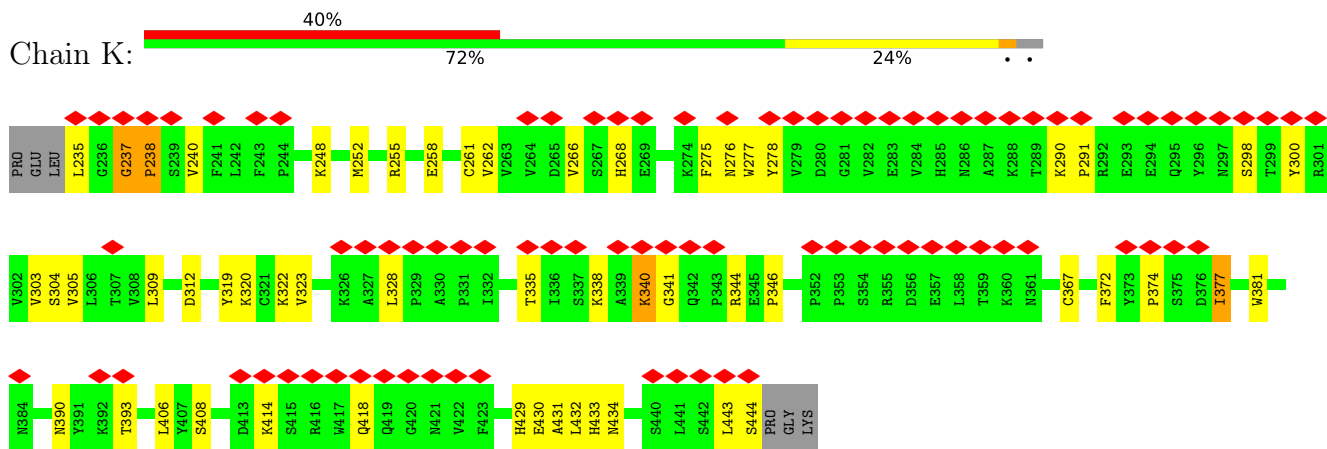 40%
Chain K:
72% 24% . .
PRO GLU LEU L235 G236 G237 P238 S239 V240 F241 L242 F243 P244 K248 M252 R255 E258 C261 V262 V263 V264 D265 V266 S267 H268 E269 K274 F275 N276 W277 Y278 V279 D280 G281 V282 E283 V284 H285 N286 A287 K288 T289 K290 P291 R292 E293 E294 Q295 Y296 N297 S298 T299 Y300 R301
V302 V303 S304 V305 L306 T307 V308 L309 D312 Y319 K320 C321 K322 V323 K326 A327 L328 P329 A330 P331 I332 T335 I336 S337 K338 A339 K340 G341 Q342 P343 R344 E345 P346 P352 P353 S354 R355 D356 E357 L358 T359 K360 N361 C367 F372 Y373 P374 S375 D376 I377 W381
N384 N390 Y391 K392 T393 L406 Y407 S408 D413 K414 S415 R416 W417 Q418 Q419 G420 N421 V422 F423 H429 E430 A431 L432 H433 N434 S440 L441 S442 L443 S444 PRO GLY LYS